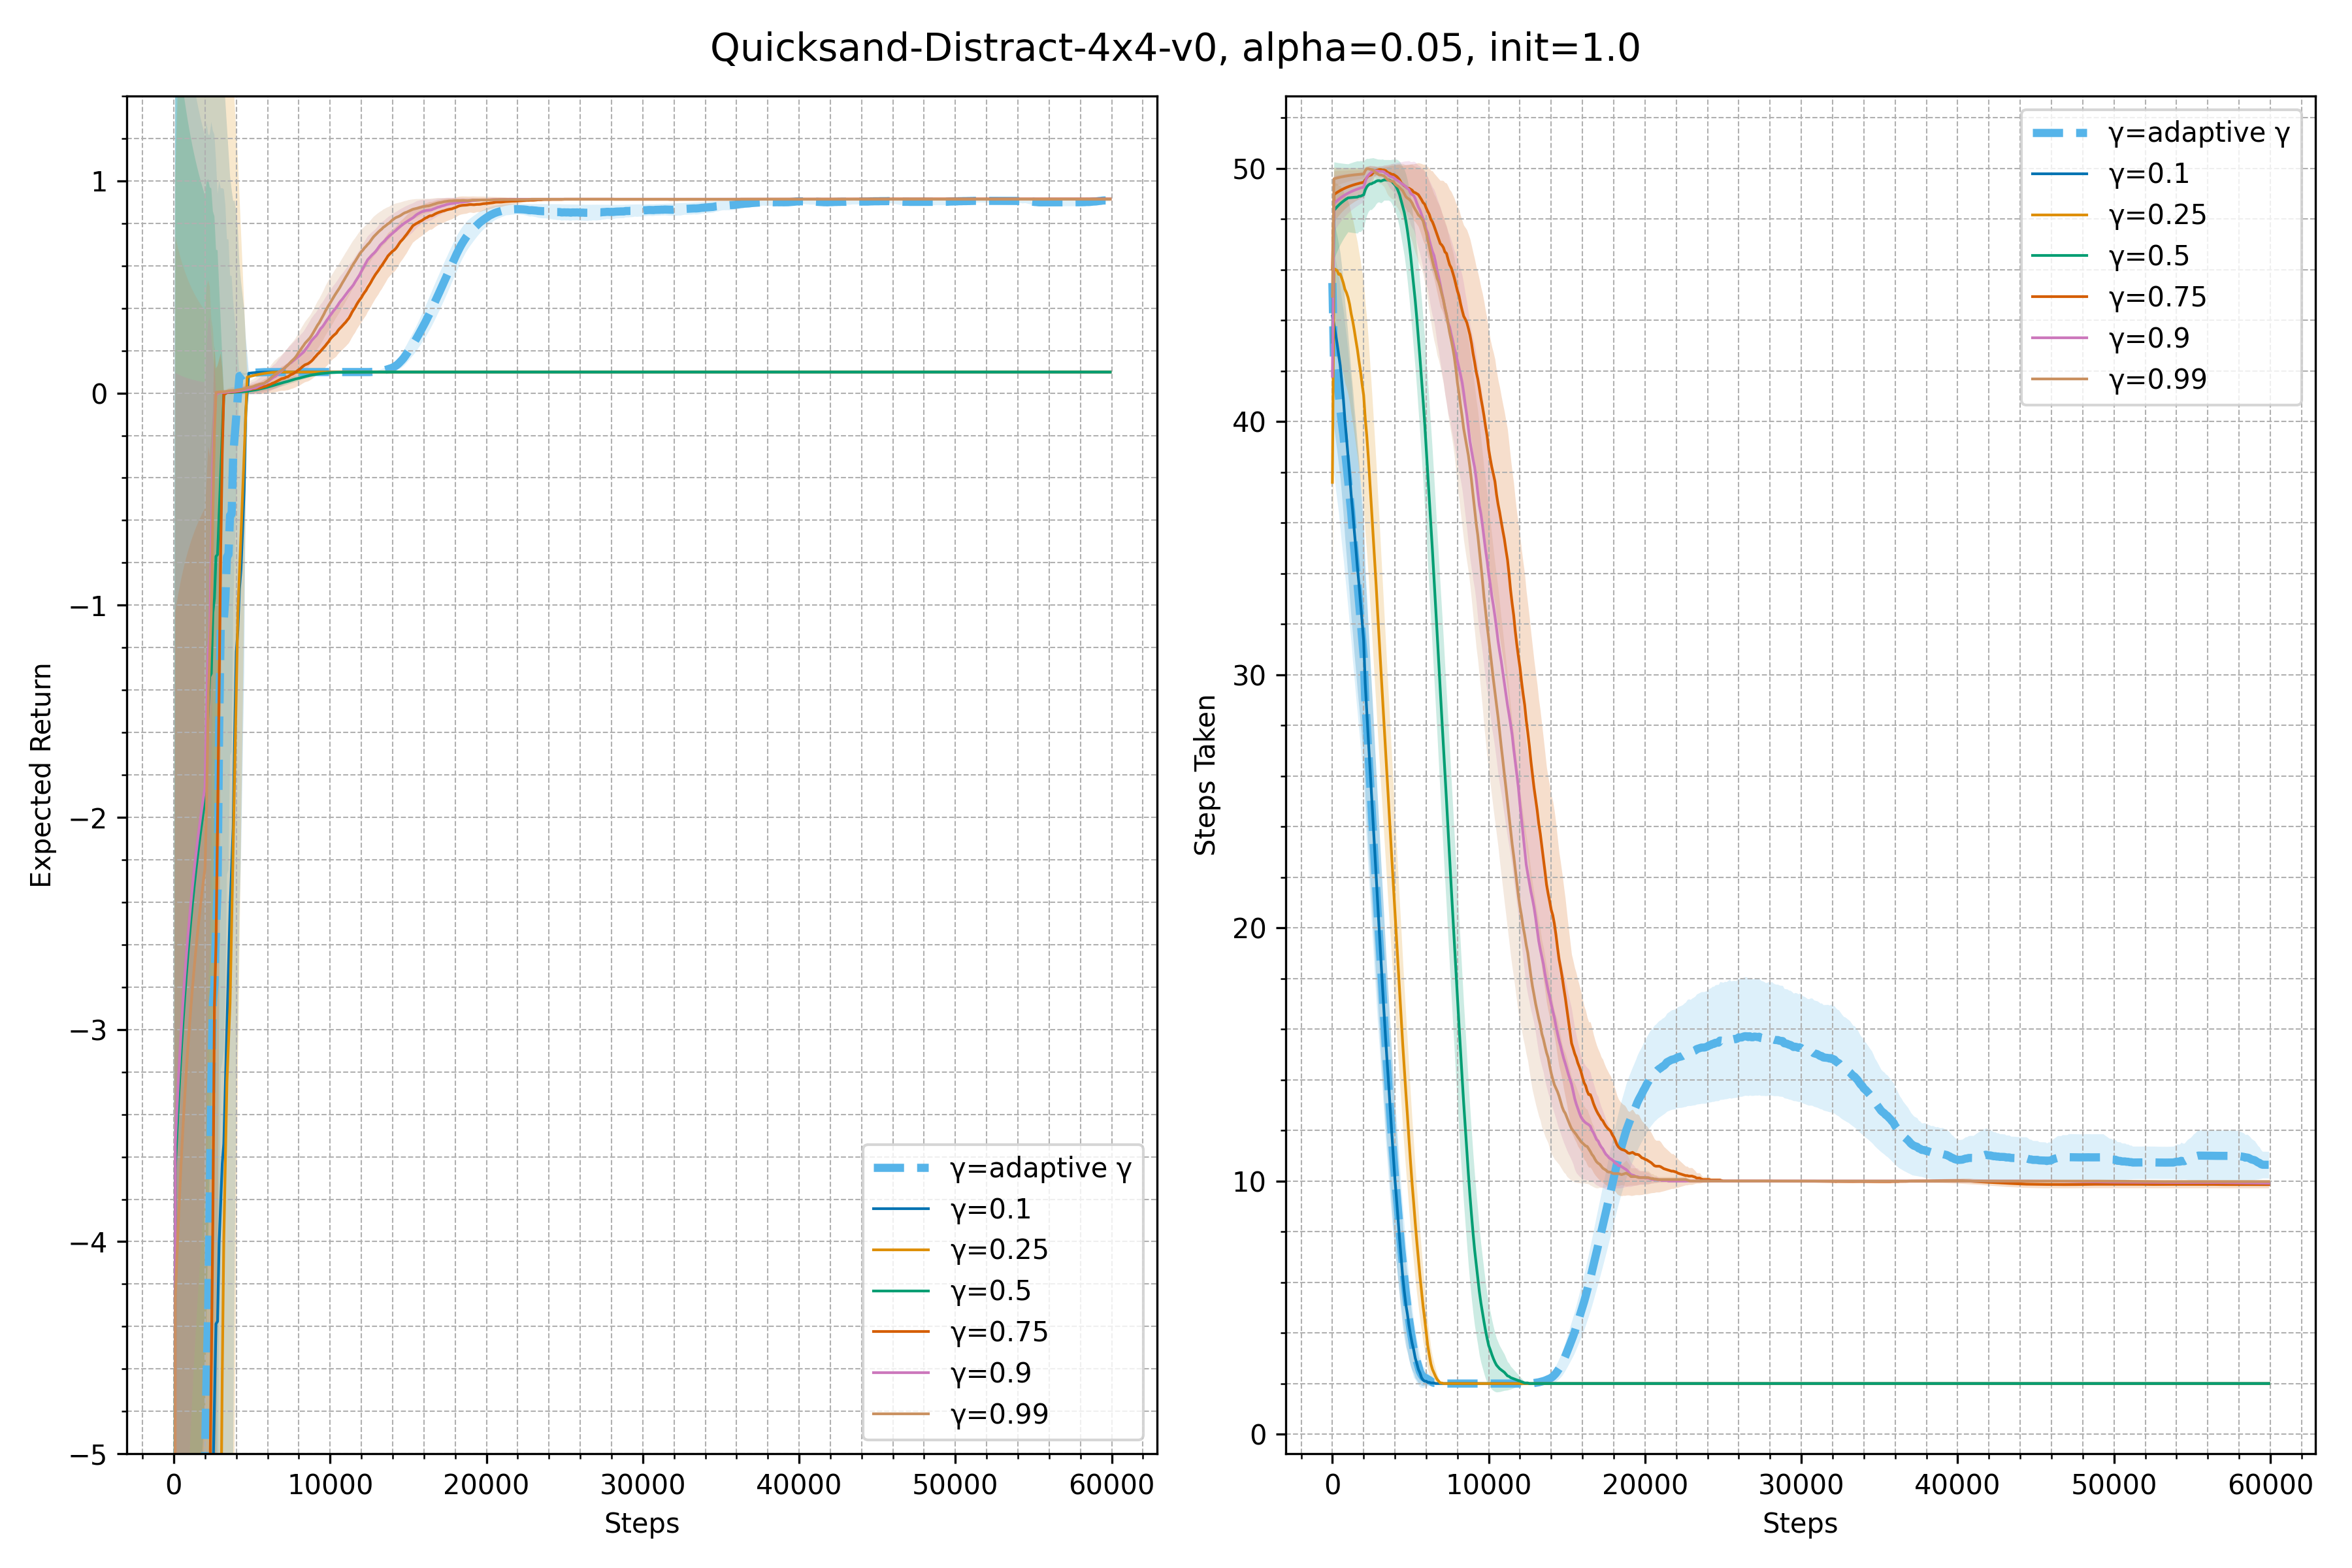 Quicksand-Distract-4x4-v0, alpha=0.05, init=1.0
Expected Return
1
0
−1
−2
−3
−4
−5
0 10000 20000 30000 40000 50000 60000
Steps
γ=adaptive γ
γ=0.1
γ=0.25
γ=0.5
γ=0.75
γ=0.9
γ=0.99
Steps Taken
50
40
30
20
10
0
0 10000 20000 30000 40000 50000 60000
Steps
γ=adaptive γ
γ=0.1
γ=0.25
γ=0.5
γ=0.75
γ=0.9
γ=0.99